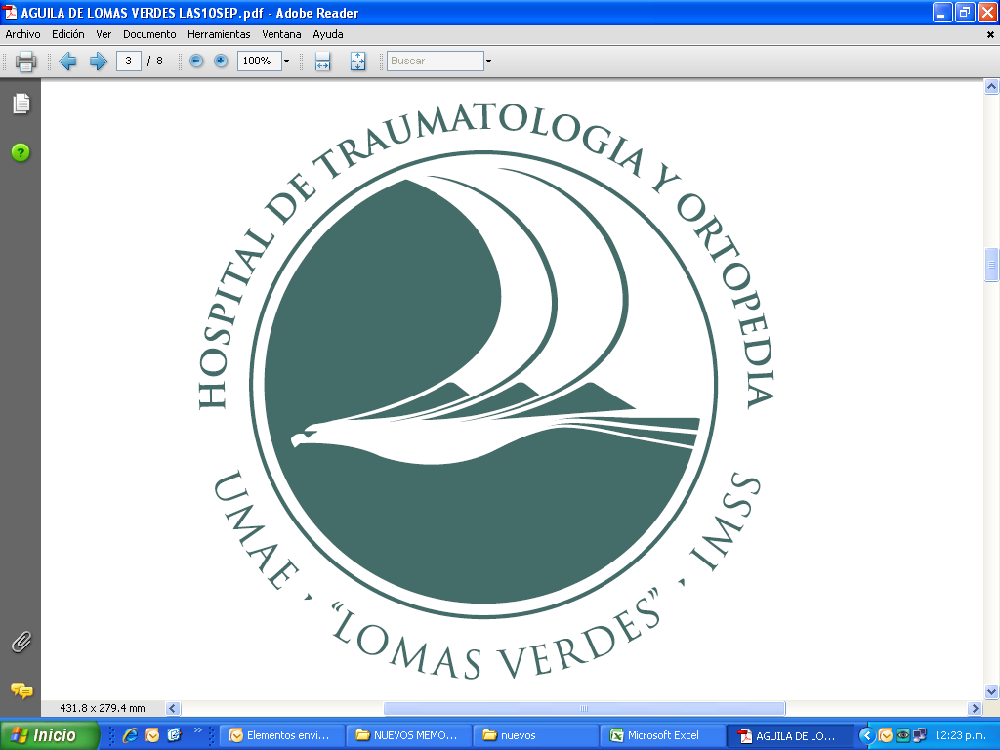 AGUILA DE LOMAS VERDES LAS10SEP.pdf - Adobe Reader
Archivo Edición Ver Documento Herramientas Ventana Ayuda
3 / 8 100% Buscar
HOSPITAL DE TRAUMATOLOGIA Y ORTOPEDIA
UMAE , "LOMAS VERDES" , IMSS
431.8 x 279.4 mm
Inicio Elementos envi... NUEVOS MEMO... nuevos Microsoft Excel AGUILA DE LO... 12:23 p.m.